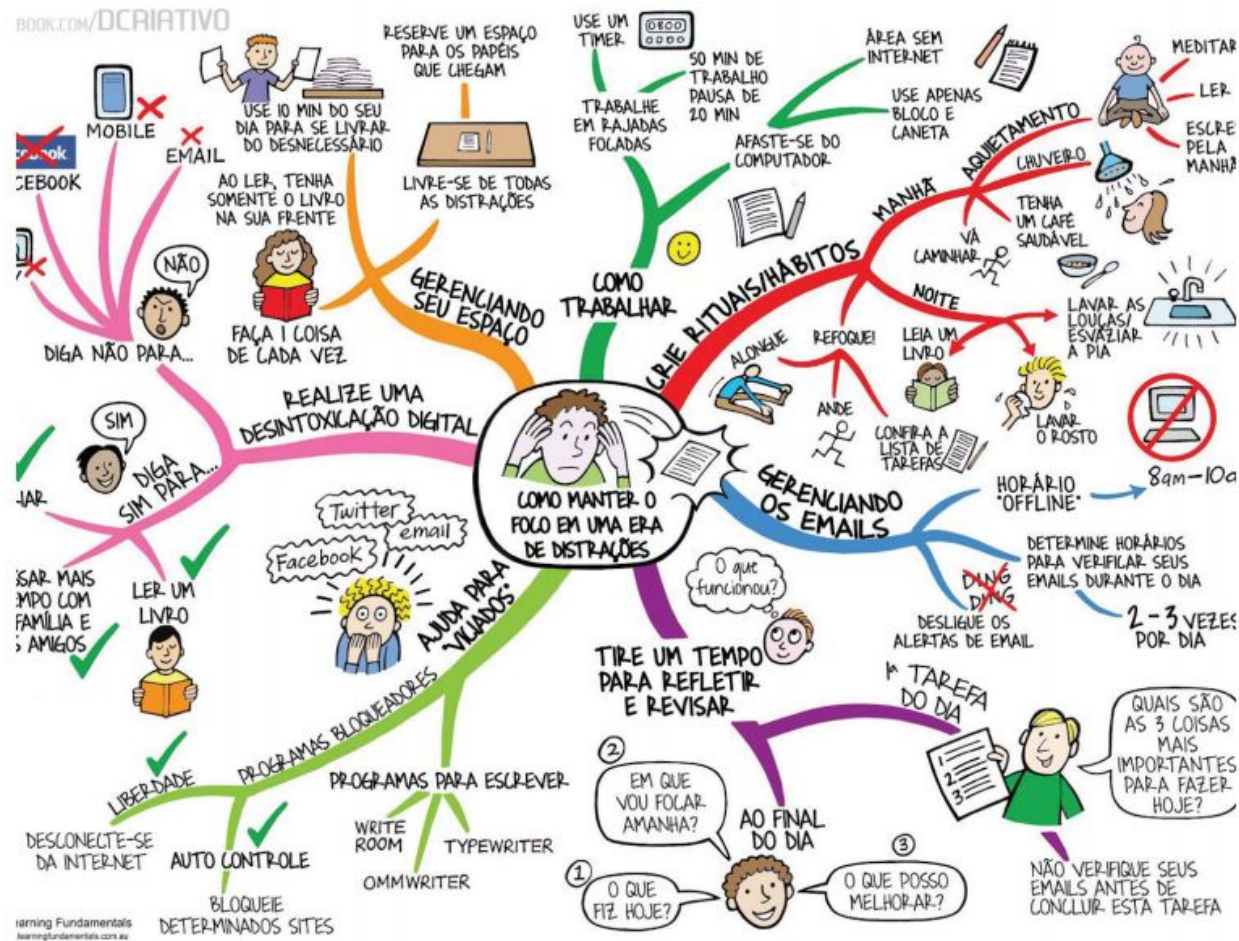 BOOK.COM/DCRIATIVO
MOBILE
EMAIL
DIGA NÃO PARA...
NÃO
REALIZE UMA
DESINTOXICAÇÃO DIGITAL
SIM
DIGA
SIM PARA...
LER UM
LIVRO
FAMÍLIA E
AMIGOS
USE 10 MIN DO SEU
DIA PARA SE LIVRAR
DO DESNECESSÁRIO
RESERVE UM ESPAÇO
PARA OS PAPÉIS
QUE CHEGAM
LIVRE-SE DE TODAS
AS DISTRAÇÕES
AO LER, TENHA
SOMENTE O LIVRO
NA SUA FRENTE
FAÇA 1 COISA
DE CADA VEZ
GERENCIANDO
SEU ESPAÇO
USE UM
TIMER
0800
50 MIN DE
TRABALHO
PAUSA DE
20 MIN
TRABALHE
EM RAJADAS
FOCADAS
ÁREA SEM
INTERNET
USE APENAS
BLOCO E
CANETA
AFASTE-SE DO
COMPUTADOR
COMO
TRABALHAR
CRIE RITUAIS/HÁBITOS
MANHÃ
AQUIETAMENTO
MEDITAR
LER
ESCRE
PELA
MANHÃ
CHUVEIRO
TENHA
UM CAFÉ
SAUDÁVEL
VÁ
CAMINHAR
NOITE
LAVAR AS
LOUÇAS/
ESVAZIAR
A PIA
LEIA UM
LIVRO
LAVAR
O ROSTO
REFOQUE!
ALONGUE
ANDE
CONFIRA A
LISTA DE
TAREFAS
COMO MANTER O
FOCO EM UMA ERA
DE DISTRAÇÕES
GERENCIANDO
OS EMAILS
HORÁRIO
"OFFLINE"
8am-10a
DETERMINE HORÁRIOS
PARA VERIFICAR SEUS
EMAILS DURANTE O DIA
2-3 VEZES
POR DIA
DING
DING
DESLIGUE OS
ALERTAS DE EMAIL
O que
funcionou?
TIRE UM TEMPO
PARA REFLETIR
E REVISAR
1ª TAREFA
DO DIA
1
2
3
QUAIS SÃO
AS 3 COISAS
MAIS
IMPORTANTES
PARA FAZER
HOJE?
NÃO VERIFIQUE SEUS
EMAILS ANTES DE
CONCLUIR ESTA TAREFA
AO FINAL
DO DIA
1
O QUE
FIZ HOJE?
2
EM QUE
VOU FOCAR
AMANHA?
3
O QUE POSSO
MELHORAR?
Twitter
email
Facebook
AJUDA PARA
"VICIADOS"
PROGRAMAS BLOQUEADORES
LIBERDADE
DESCONECTE-SE
DA INTERNET
AUTO CONTROLE
BLOQUEIE
DETERMINADOS SITES
PROGRAMAS PARA ESCREVER
WRITE
ROOM
OMMWRITER
TYPEWRITER
earning Fundamentals
learningfundamentals.com.au